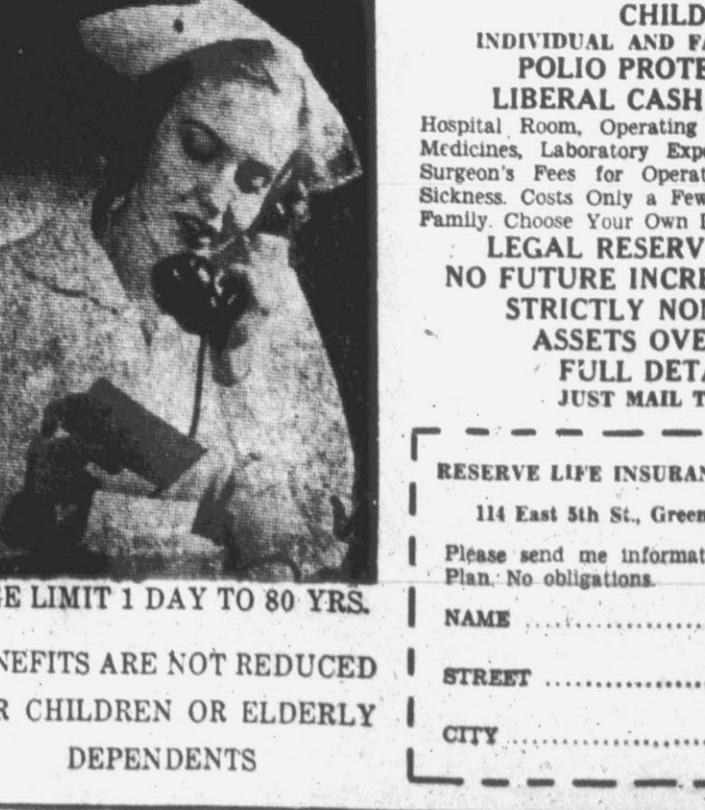 CHILD
INDIVIDUAL AND FA
POLIO PROTE
LIBERAL CASH
Hospital Room, Operating
Medicines, Laboratory Expe
Surgeon's Fees for Operat
Sickness. Costs Only a Few
Family. Choose Your Own
LEGAL RESERV
NO FUTURE INCRE
STRICTLY NO
ASSETS OVE
FULL DETA
JUST MAIL T
RESERVE LIFE INSURAN
114 East 5th St., Green
Please send me informat
Plan. No obligations.
NAME
STREET
CITY
GE LIMIT 1 DAY TO 80 YRS.
NEFITS ARE NOT REDUCED
R CHILDREN OR ELDERLY
DEPENDENTS